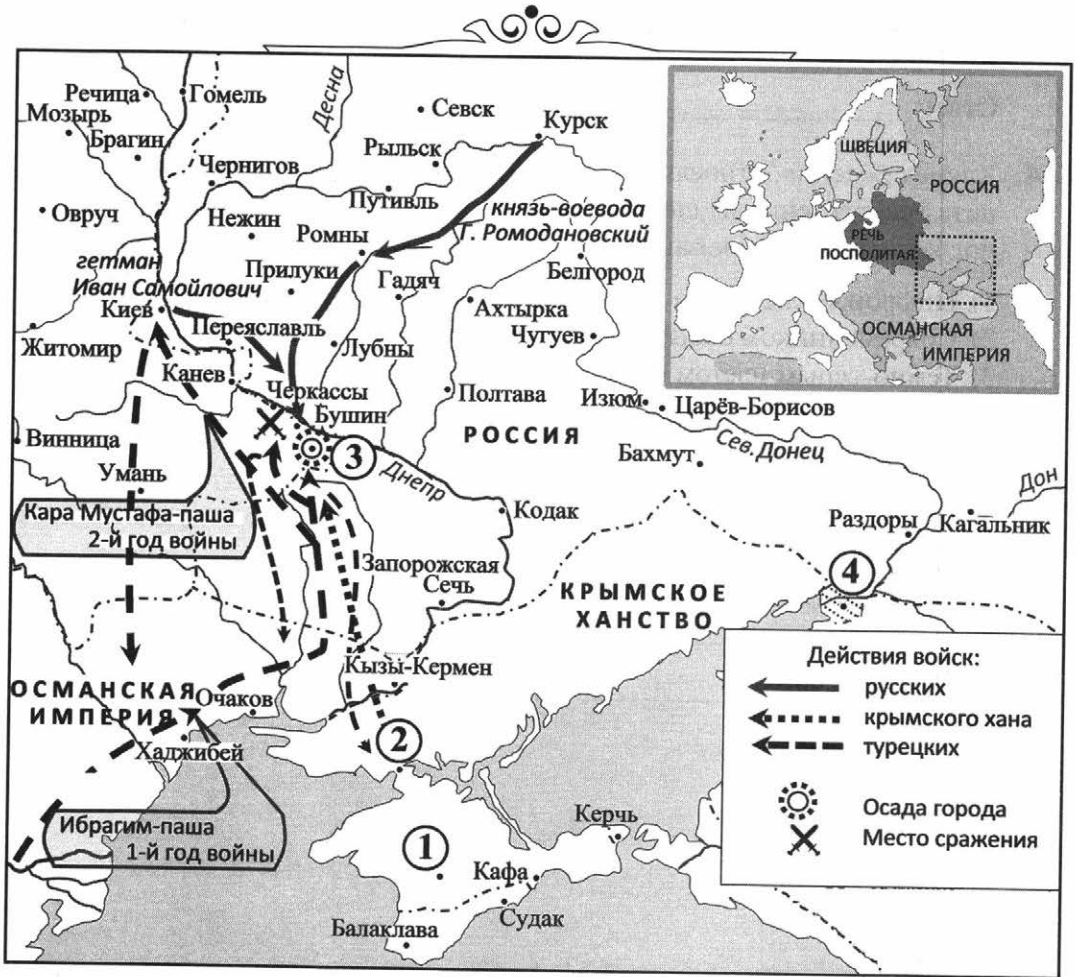 Речица
Гомель
Мозырь
Брагин
Десна
Севск
Курск
Чернигов
Рыльск
Овруч
Нежин
Путивль
князь-воевода
Г. Ромодановский
Ромны
гетман
Иван Самойлович
Прилуки
Гадяч
Белгород
Киев
Переяславль
Ахтырка
Чугуев
Житомир
Лубны
Канев
Черкассы
Бушин
Полтава
Изюм
Царёв-Борисов
Винница
РОССИЯ
Сев. Донец
Умань
3
Днепр
Бахмут
Дон
Кара Мустафа-паша
2-й год войны
Кодак
Раздоры
Кагальник
Запорожская
Сечь
КРЫМСКОЕ
ХАНСТВО
4
Кызы-Кермен
ОСМАНСКАЯ
ИМПЕРИЯ
Очаков
Хаджибей
2
Ибрагим-паша
1-й год войны
1
Керчь
Кафа
Судак
Балаклава
ШВЕЦИЯ
РОССИЯ
РЕЧЬ
ПОСПОЛИТАЯ
ОСМАНСКАЯ
ИМПЕРИЯ
Действия войск:
русских
крымского хана
турецких
Осада города
Место сражения